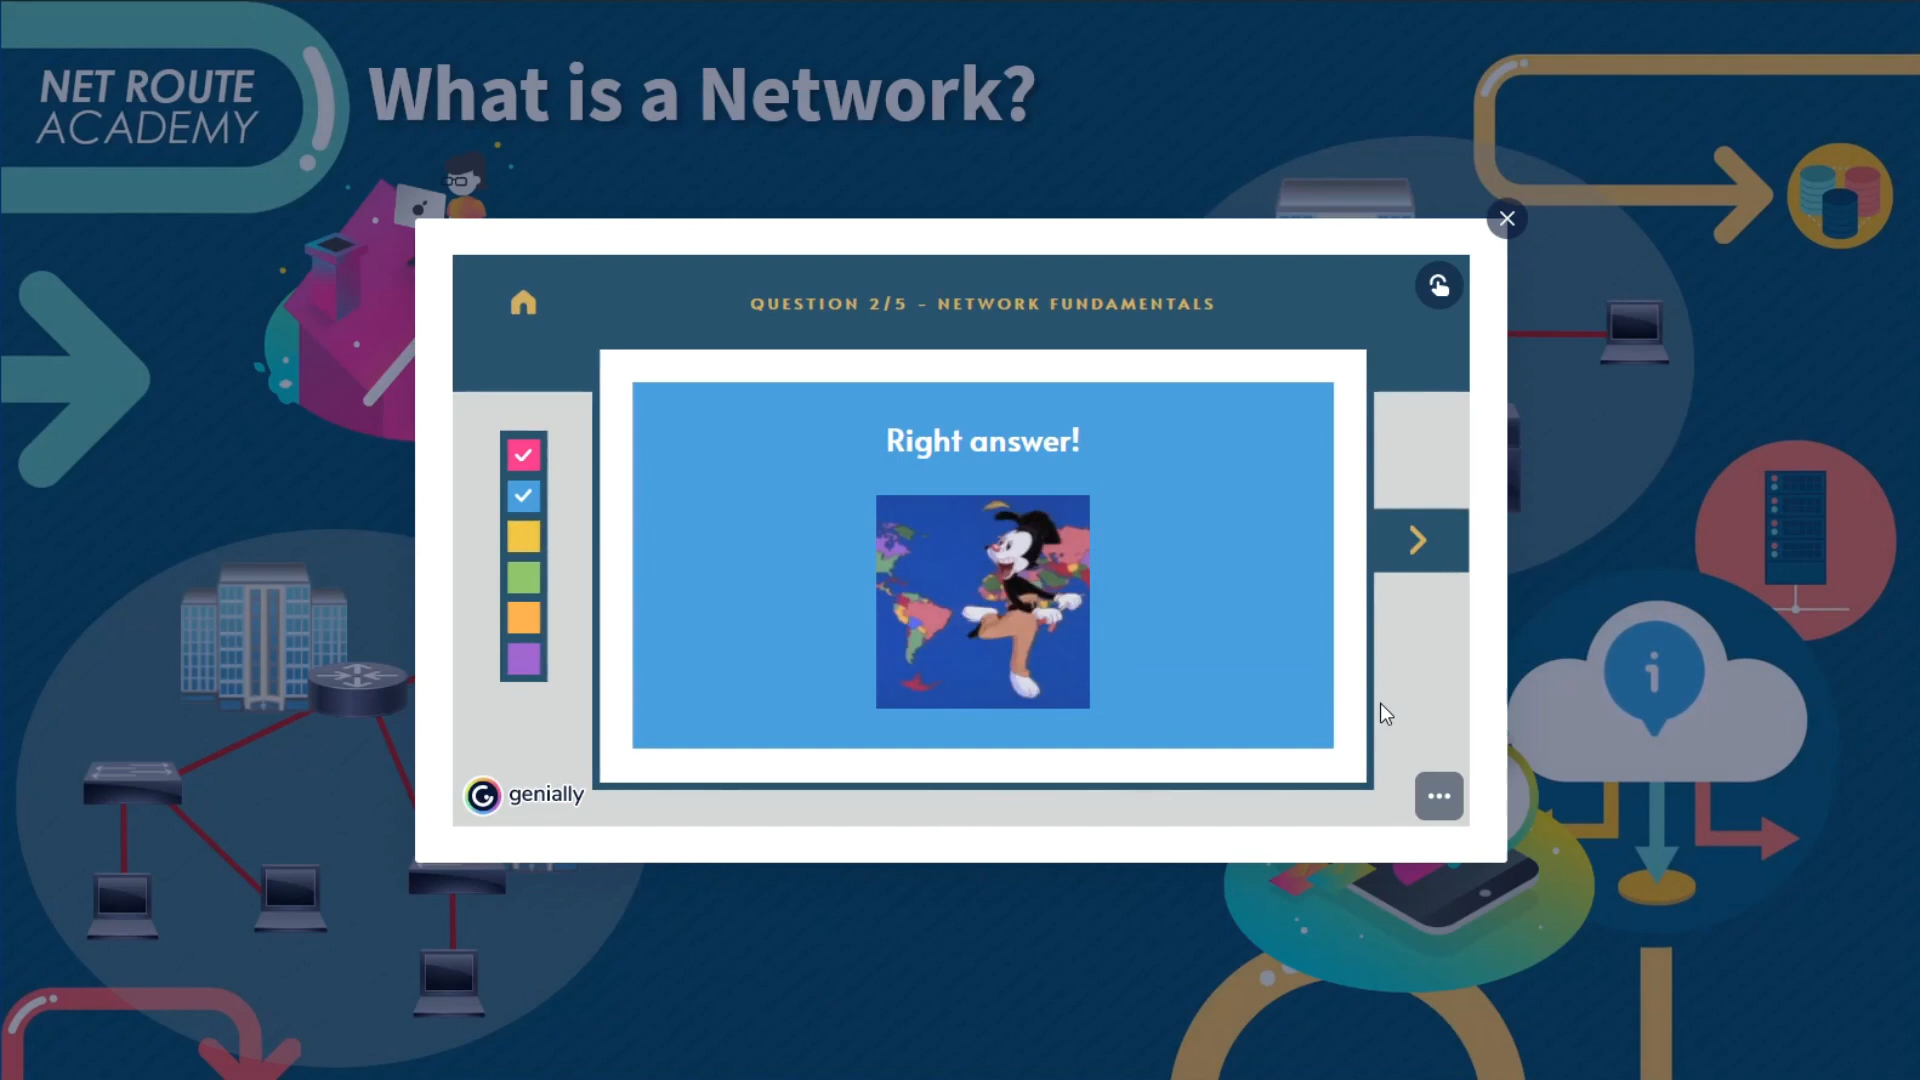 NET ROUTE
ACADEMY
What is a Network?
QUESTION 2/5 - NETWORK FUNDAMENTALS
Right answer!
genially